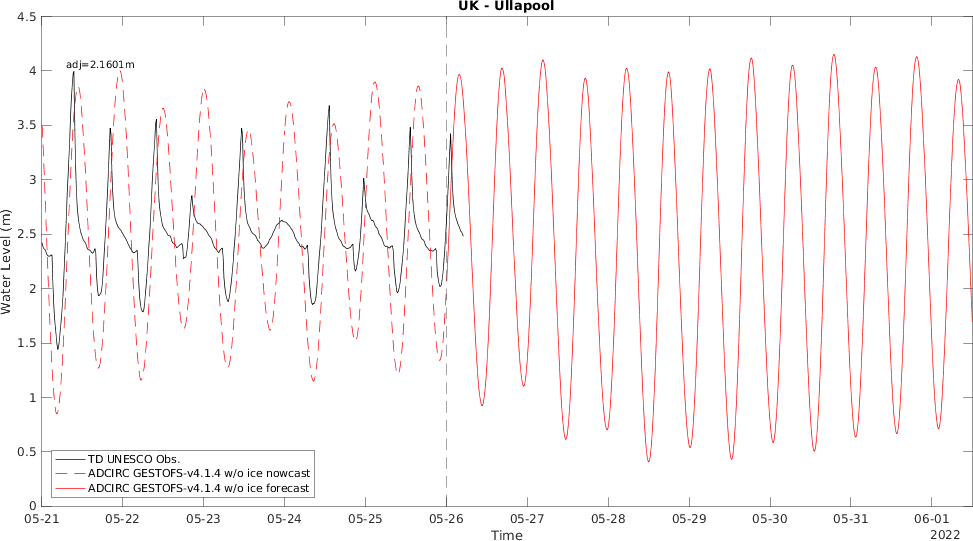 UK - Ullapool
4.5
4
3.5
3
2.5
2
1.5
1
0.5
0
Water Level (m)
adj=2.1601m
TD UNESCO Obs.
ADCIRC GESTOFS-v4.1.4 w/o ice nowcast
ADCIRC GESTOFS-v4.1.4 w/o ice forecast
05-21 05-22 05-23 05-24 05-25 05-26 05-27 05-28 05-29 05-30 05-31 06-01
Time
2022